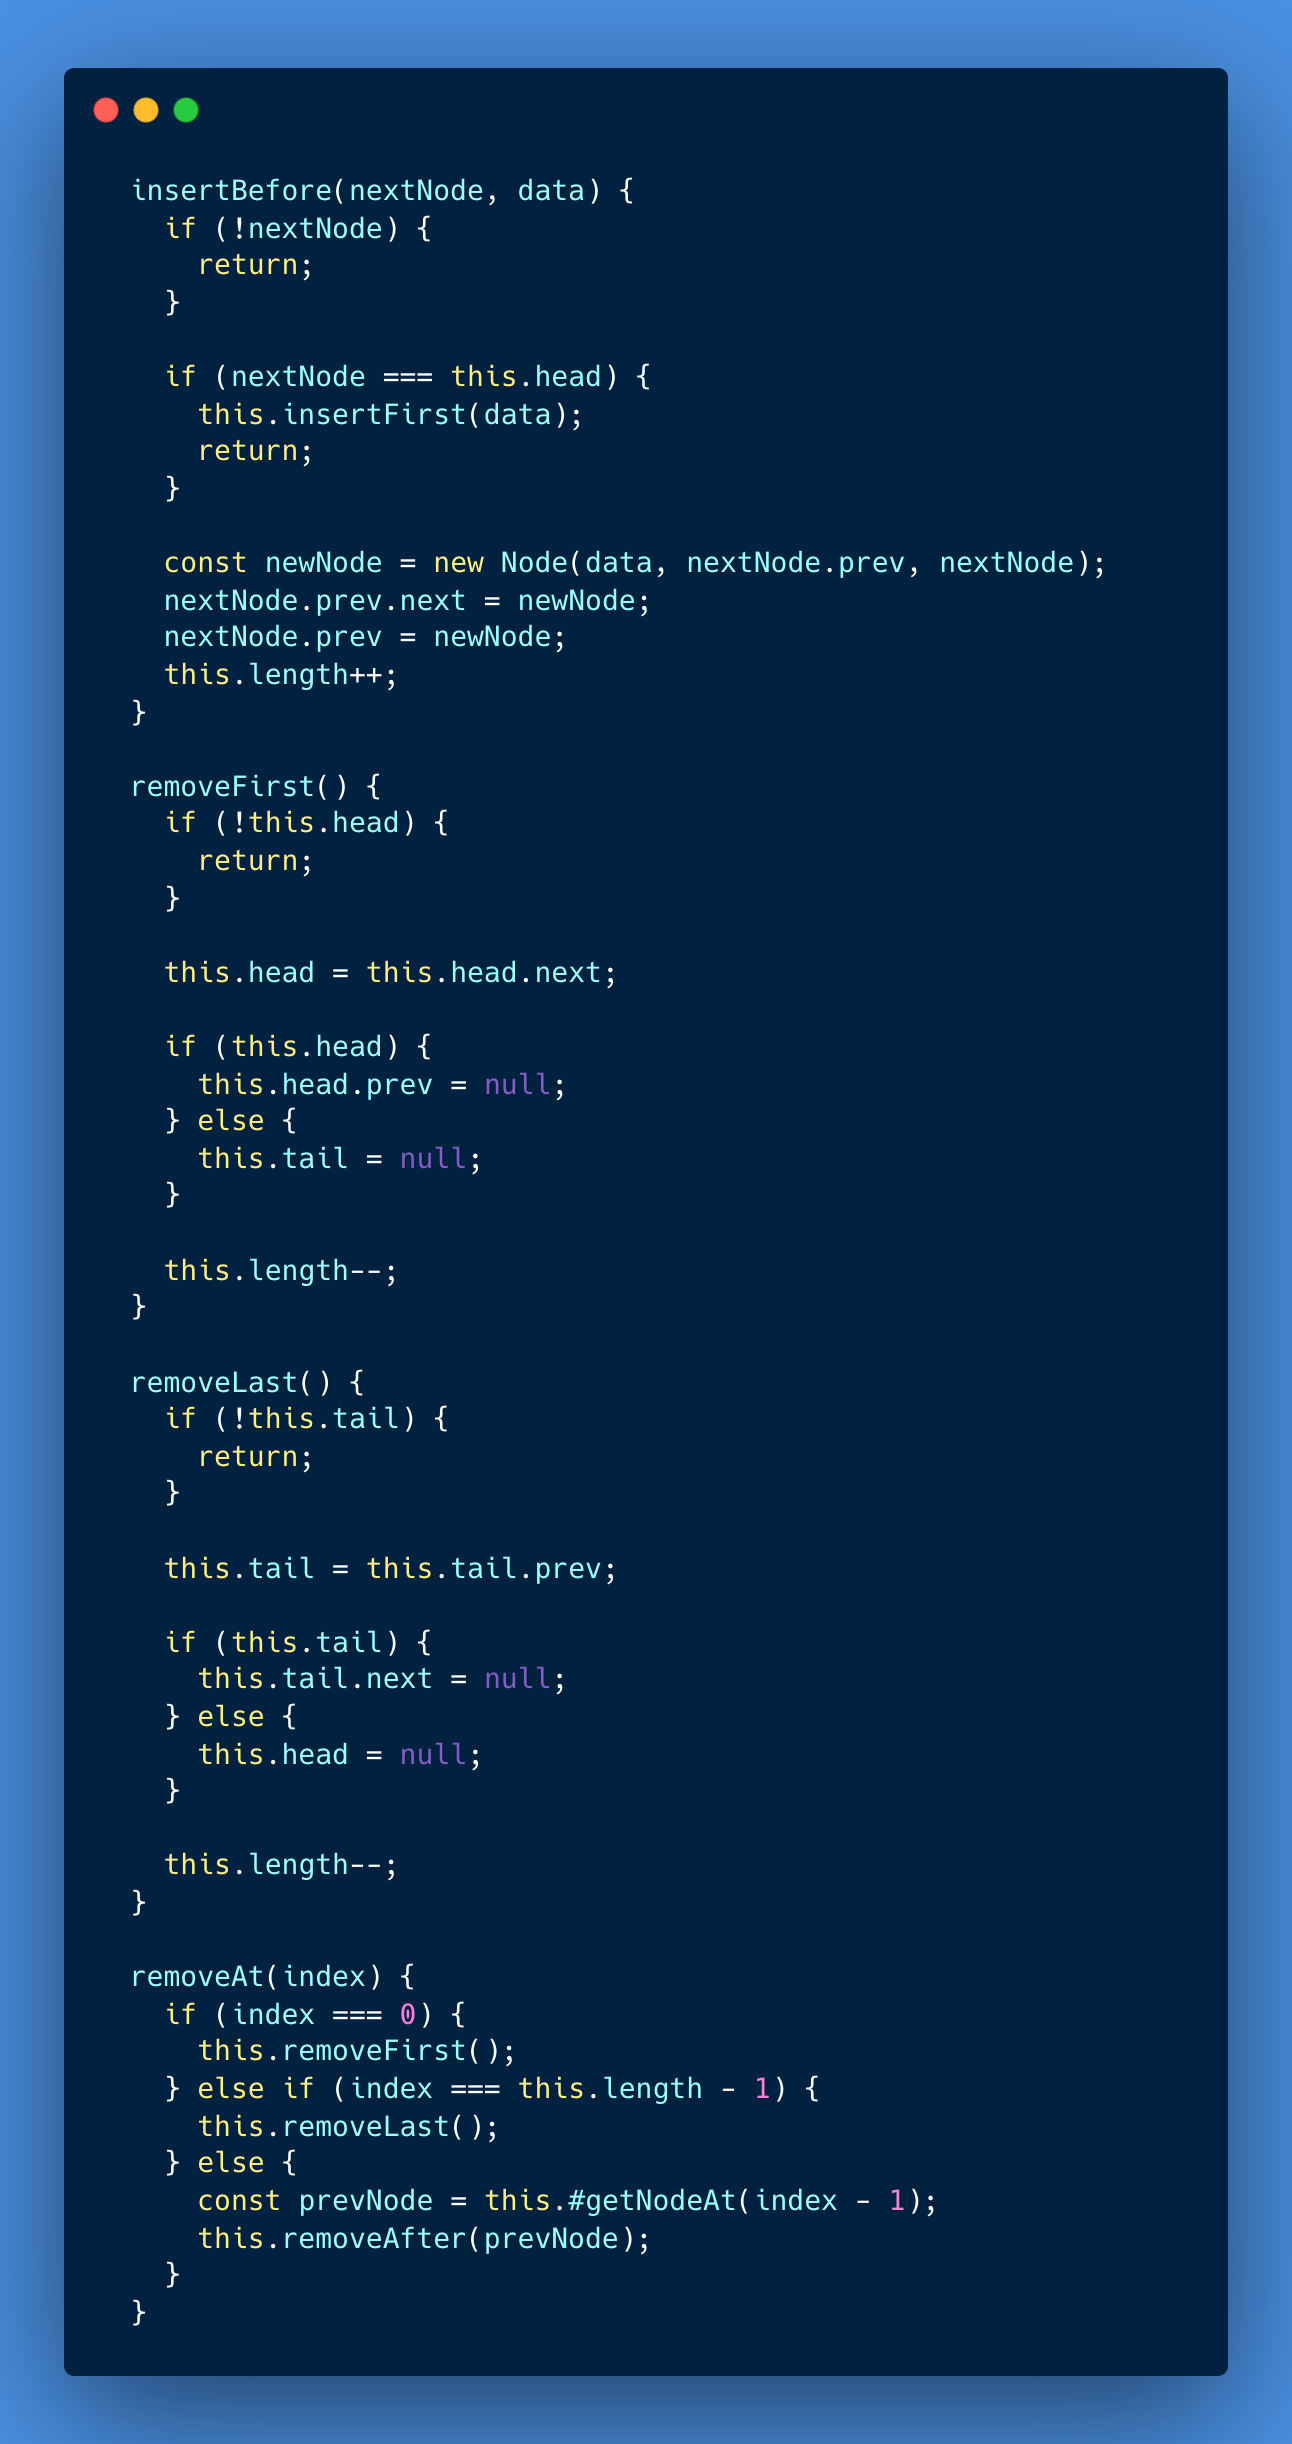 insertBefore(nextNode, data) {
  if (!nextNode) {
    return;
  }

  if (nextNode === this.head) {
    this.insertFirst(data);
    return;
  }

  const newNode = new Node(data, nextNode.prev, nextNode);
  nextNode.prev.next = newNode;
  nextNode.prev = newNode;
  this.length++;
}

removeFirst() {
  if (!this.head) {
    return;
  }

  this.head = this.head.next;

  if (this.head) {
    this.head.prev = null;
  } else {
    this.tail = null;
  }

  this.length--;
}

removeLast() {
  if (!this.tail) {
    return;
  }

  this.tail = this.tail.prev;

  if (this.tail) {
    this.tail.next = null;
  } else {
    this.head = null;
  }

  this.length--;
}

removeAt(index) {
  if (index === 0) {
    this.removeFirst();
  } else if (index === this.length - 1) {
    this.removeLast();
  } else {
    const prevNode = this.#getNodeAt(index - 1);
    this.removeAfter(prevNode);
  }
}